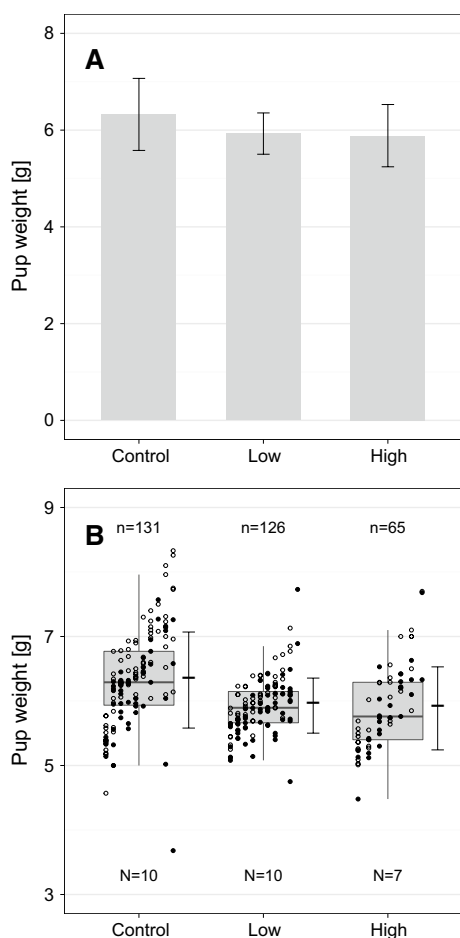 8
A
6
Pup weight [g]
4
2
0
Control Low High
9
B n=131 n=126 n=65
7
Pup weight [g]
5
N=10 N=10 N=7
3
Control Low High